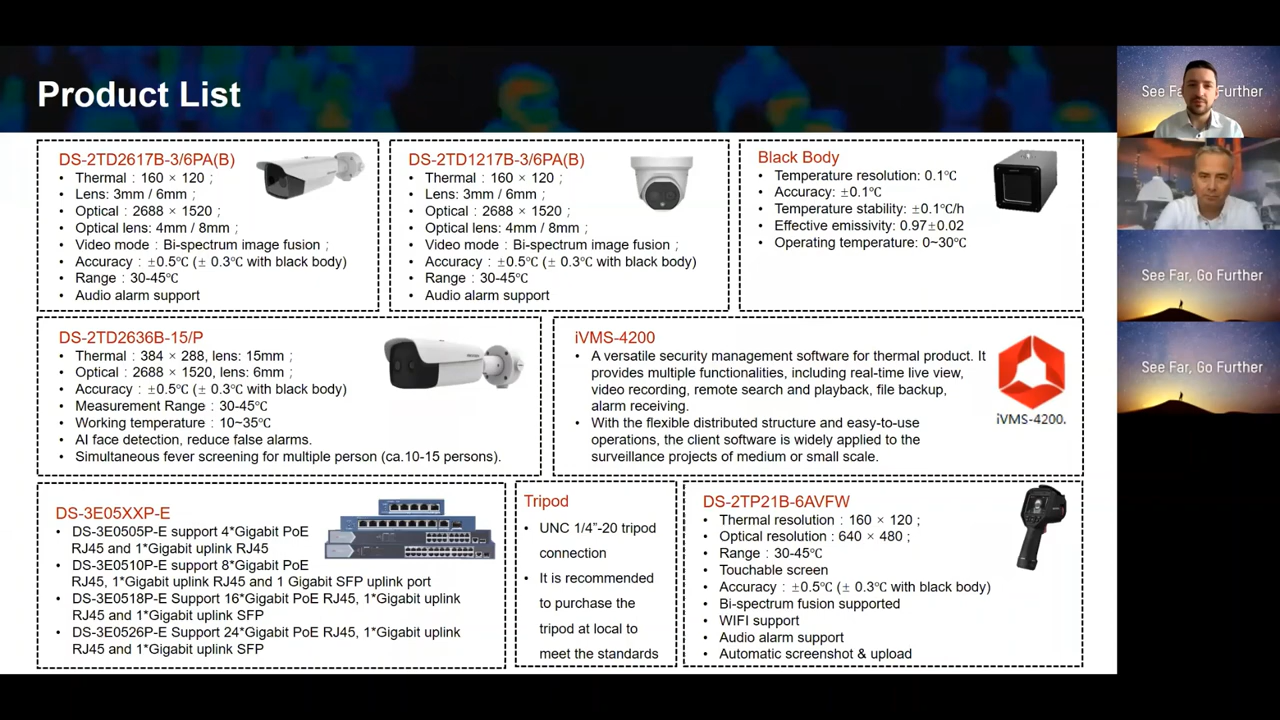 Product List
DS-2TD2617B-3/6PA(B)
• Thermal：160 × 120；
• Lens: 3mm / 6mm；
• Optical：2688 × 1520；
• Optical lens: 4mm / 8mm；
• Video mode：Bi-spectrum image fusion；
• Accuracy：±0.5℃ (± 0.3℃ with black body)
• Range：30-45℃
• Audio alarm support
DS-2TD1217B-3/6PA(B)
• Thermal：160 × 120；
• Lens: 3mm / 6mm；
• Optical：2688 × 1520；
• Optical lens: 4mm / 8mm；
• Video mode：Bi-spectrum image fusion；
• Accuracy：±0.5℃ (± 0.3℃ with black body)
• Range：30-45℃
• Audio alarm support
Black Body
• Temperature resolution: 0.1℃
• Accuracy: ±0.1℃
• Temperature stability: ±0.1℃/h
• Effective emissivity: 0.97±0.02
• Operating temperature: 0~30℃
DS-2TD2636B-15/P
• Thermal：384 × 288, lens: 15mm；
• Optical：2688 × 1520, lens: 6mm；
• Accuracy：±0.5℃ (± 0.3℃ with black body)
• Measurement Range：30-45℃
• Working temperature：10~35℃
• AI face detection, reduce false alarms.
• Simultaneous fever screening for multiple person (ca.10-15 persons).
iVMS-4200
• A versatile security management software for thermal product. It
provides multiple functionalities, including real-time live view,
video recording, remote search and playback, file backup,
alarm receiving.
• With the flexible distributed structure and easy-to-use
operations, the client software is widely applied to the
surveillance projects of medium or small scale.
iVMS-4200.
DS-3E05XXP-E
• DS-3E0505P-E support 4*Gigabit PoE
RJ45 and 1*Gigabit uplink RJ45
• DS-3E0510P-E support 8*Gigabit PoE
RJ45, 1*Gigabit uplink RJ45 and 1 Gigabit SFP uplink port
• DS-3E0518P-E Support 16*Gigabit PoE RJ45, 1*Gigabit uplink
RJ45 and 1*Gigabit uplink SFP
• DS-3E0526P-E Support 24*Gigabit PoE RJ45, 1*Gigabit uplink
RJ45 and 1*Gigabit uplink SFP
Tripod
• UNC 1/4”-20 tripod
connection
• It is recommended
to purchase the
tripod at local to
meet the standards
DS-2TP21B-6AVFW
• Thermal resolution：160 × 120；
• Optical resolution：640 × 480；
• Range：30-45℃
• Touchable screen
• Accuracy：±0.5℃ (± 0.3℃ with black body)
• Bi-spectrum fusion supported
• WIFI support
• Audio alarm support
• Automatic screenshot & upload
See Fa Further
See Far, Go Further
See Far, Go Further